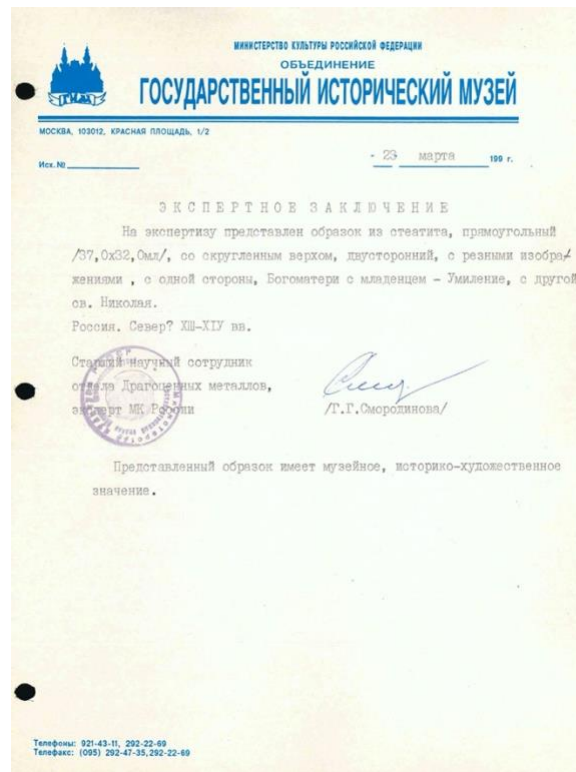 МИНИСТЕРСТВО КУЛЬТУРЫ РОССИЙСКОЙ ФЕДЕРАЦИИ
ОБЪЕДИНЕНИЕ
ГОСУДАРСТВЕННЫЙ ИСТОРИЧЕСКИЙ МУЗЕЙ
МОСКВА, 103012, КРАСНАЯ ПЛОЩАДЬ, 1/2
Исх. №
- 23 марта 199 г.
ЭКСПЕРТНОЕ ЗАКЛЮЧЕНИЕ
На экспертизу представлен образок из стеатита, прямоугольный
/37,0х32,0мл/, со скругленным верхом, двусторонний, с резными изобра-
жениями , с одной стороны, Богоматери с младенцем - Умиление, с другой
св. Николая.
Россия. Север? ХШ-ХIУ вв.
Старший научный сотрудник
отдела Драгоценных металлов,
эксперт МК России /Г.Г.Смородинова/
Представленный образок имеет музейное, историко-художественное
значение.
Телефоны: 921-43-11, 292-22-69
Телефакс: (095) 292-47-35,292-22-69